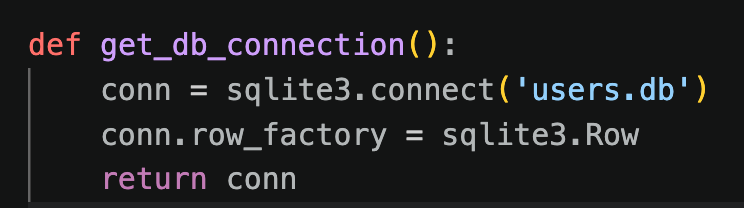 def get_db_connection():
    conn = sqlite3.connect('users.db')
    conn.row_factory = sqlite3.Row
    return conn